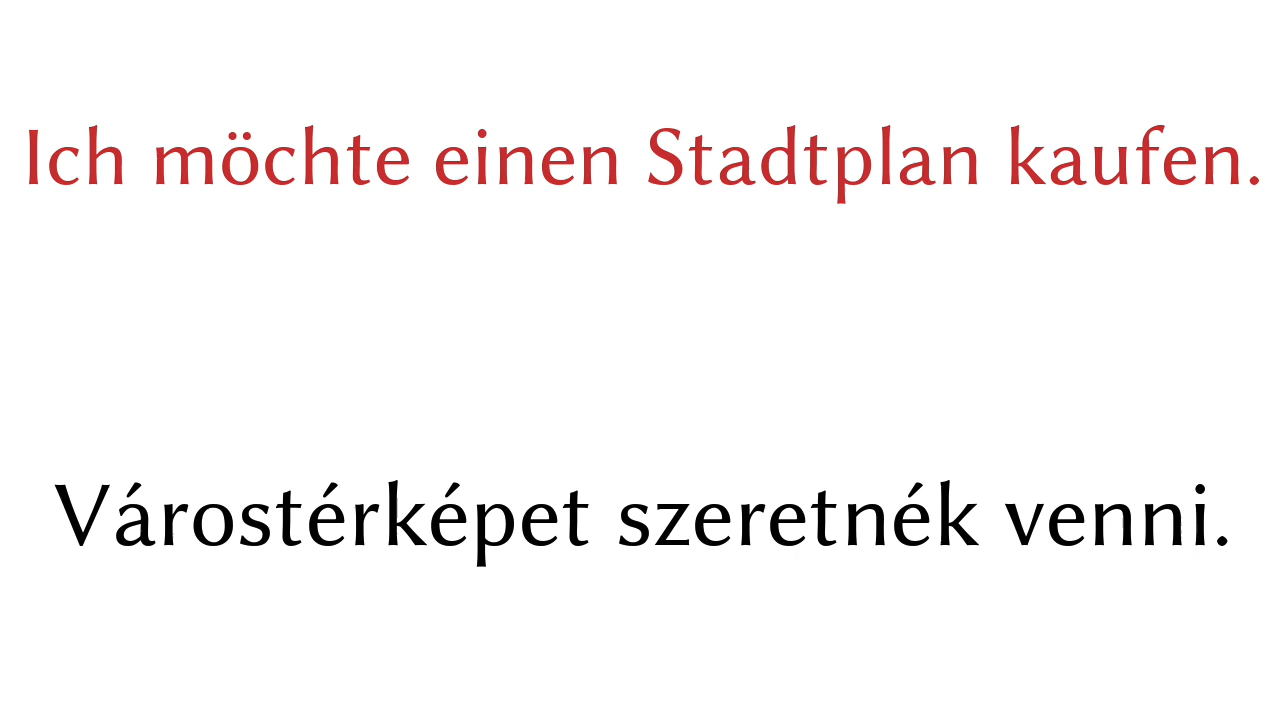 Ich möchte einen Stadtplan kaufen.
Várostérképet szeretnék venni.